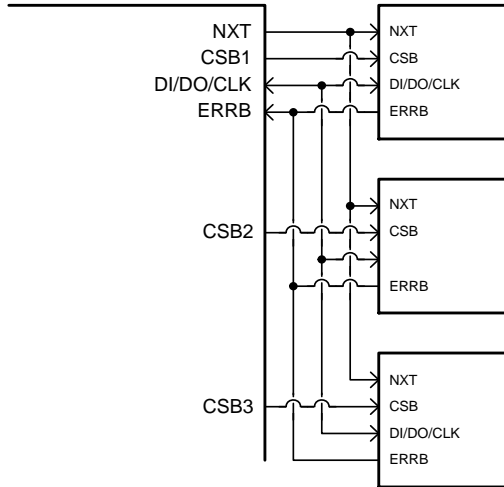 NXT
CSB1
DI/DO/CLK
ERRB
CSB2
CSB3
NXT
CSB
DI/DO/CLK
ERRB
NXT
CSB
ERRB
NXT
CSB
DI/DO/CLK
ERRB